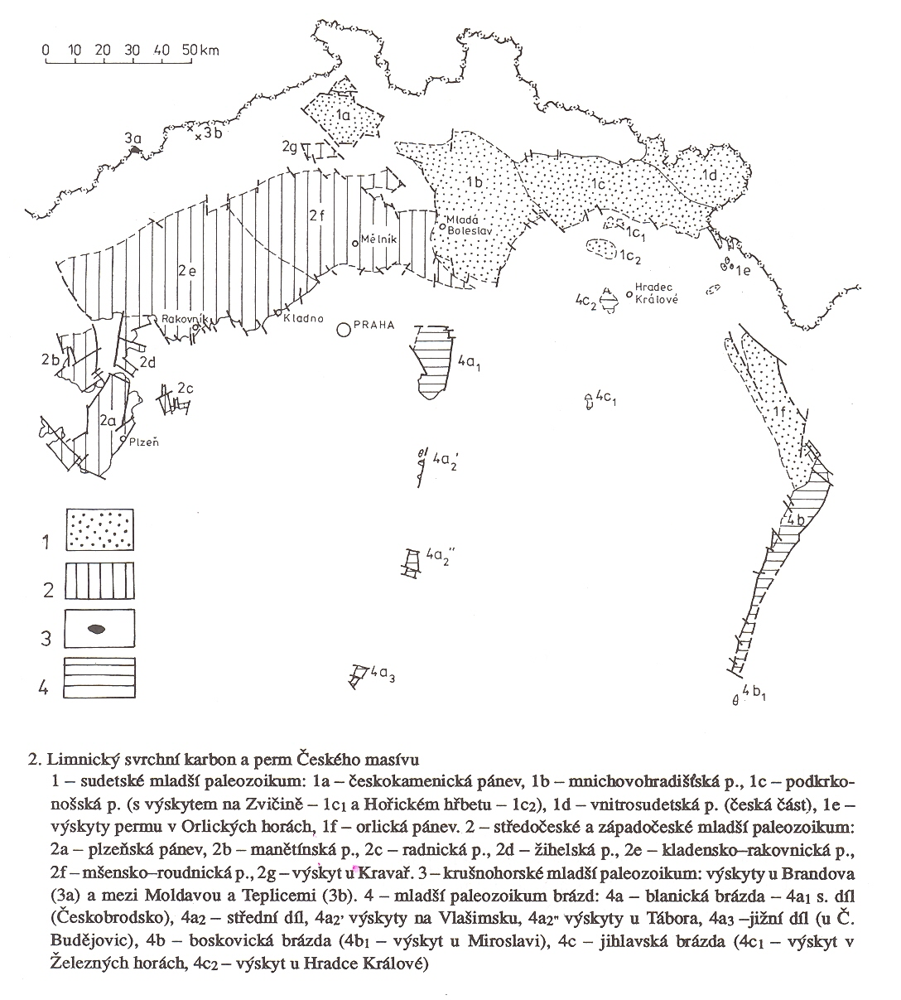 0 10 20 30 40 50km
1a
3a
3b
2g
1b
1c
1d
2f
Mladá
Boleslav
1c1
Mělník
1c2
1e
2e
Hradec
Králové
4c2
Rakovník
Kladno
PRAHA
2b
2d
4a1
2c
4c1
1f
2a
Plzeň
4a2'
4b
4a2"
4a3
4b1
1
2
3
4
2. Limnický svrchní karbon a perm Českého masívu
1 – sudetské mladší paleozoikum: 1a – českokamenická pánev, 1b – mnichovohradišťská p., 1c – podkrko-
nošská p. (s výskytem na Zvičině – 1c1 a Hořickém hřbetu – 1c2), 1d – vnitrosudetská p. (česká část), 1e –
výskyty permu v Orlických horách, 1f – orlická pánev. 2 – středočeské a západočeské mladší paleozoikum:
2a – plzeňská pánev, 2b – manětínská p., 2c – radnická p., 2d – žihelská p., 2e – kladensko–rakovnická p.,
2f – mšensko–roudnická p., 2g – výskyt u Kravař. 3 – krušnohorské mladší paleozoikum: výskyty u Brandova
(3a) a mezi Moldavou a Teplicemi (3b). 4 – mladší paleozoikum brázd: 4a – blanická brázda – 4a1 s. díl
(Českobrodsko), 4a2 – střední díl, 4a2' výskyty na Vlašimsku, 4a2" výskyty u Tábora, 4a3 –jižní díl (u Č.
Budějovic), 4b – boskovická brázda (4b1 – výskyt u Miroslavi), 4c – jihlavská brázda (4c1 – výskyt v
Železných horách, 4c2 – výskyt u Hradce Králové)